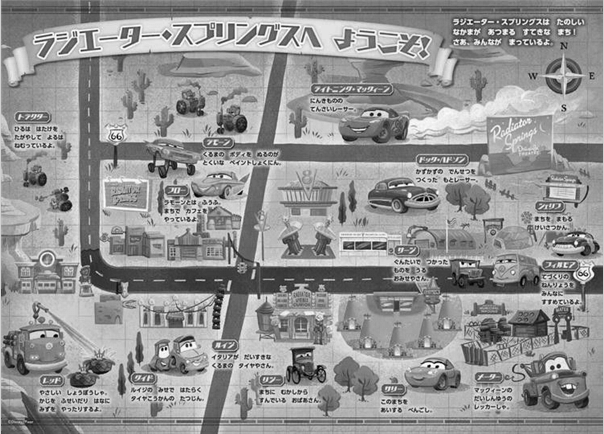 ラジエーター・スプリングスへ ようこそ!
ラジエーター・スプリングスは たのしい
なかまが あつまる すてきな まち!
さあ、みんなが まっているよ。
N
W
E
S
ライトニング・マックィーン
にんきものの
てんさいレーサー。
トラクター
ひるは はたけを
たがやして よるは
ねむっているよ。
66
ラモーン
くるまの ボディを ぬるのが
とくいな ペイントしょくにん。
Radiator
Springs
ドック・ハドソン
かずかずの でんせつを
つくった もとレーサー。
フロー
ラモーンとは ふうふ。
まちで カフェを
やっているよ。
V8
シェリフ
まちを まもる
けいさつかん。
サージ
ぐんたいで つかった
ものを うる
おみせやさん。
フィルモア
てづくりの
ねんりょうを
みんなに
すすめているよ。
66
レッド
やさしい しょうぼうしゃ。
かじを ふせいだり はなに
みずを やったりするよ。
グイド
ルイジの みせで はたらく
タイヤこうかんの たつじん。
ルイジ
イタリアが だいすきな
くるまの タイヤやさん。
リジー
まちに むかしから
すんでいる おばあさん。
サリー
このまちを
あいする べんごし。
メーター
マックィーンの
だいしんゆうの
レッカーしゃ。